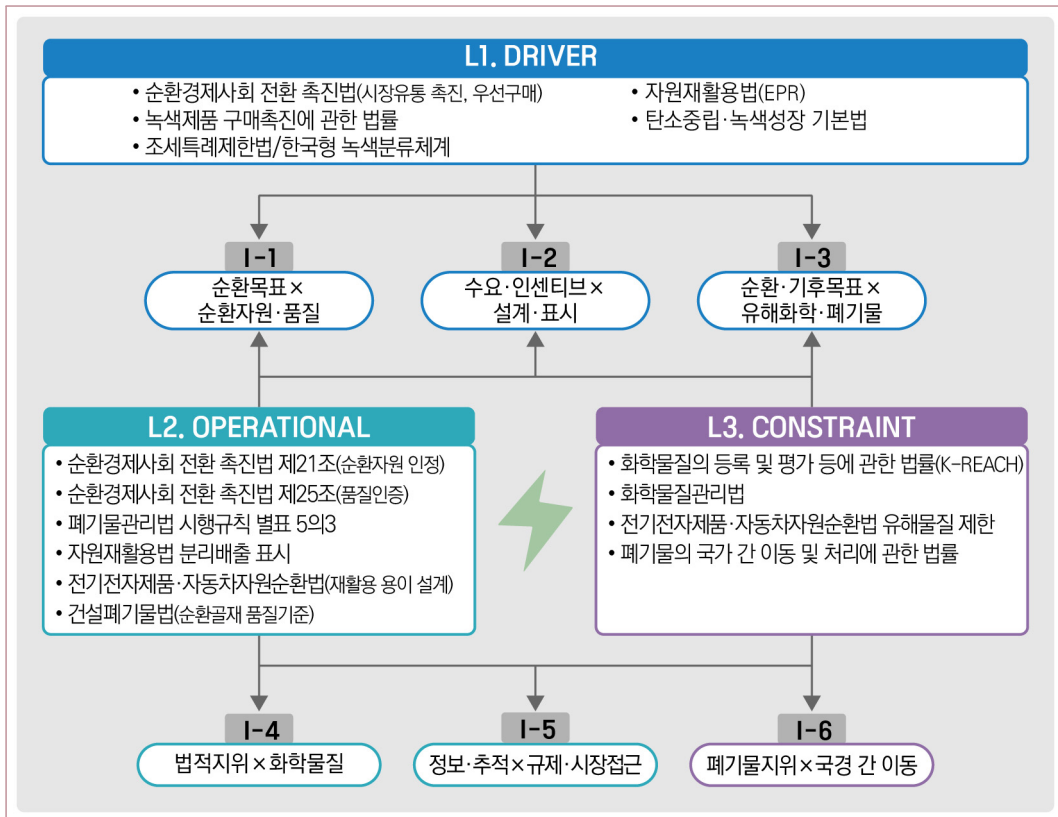 L1. DRIVER
• 순환경제사회 전환 촉진법(시장유통 촉진, 우선구매)
• 녹색제품 구매촉진에 관한 법률
• 조세특례제한법/한국형 녹색분류체계
• 자원재활용법(EPR)
• 탄소중립·녹색성장 기본법
I-1
순환목표×
순환자원·품질
I-2
수요·인센티브×
설계·표시
I-3
순환·기후목표×
유해화학·폐기물
L2. OPERATIONAL
• 순환경제사회 전환 촉진법 제21조(순환자원 인정)
• 순환경제사회 전환 촉진법 제25조(품질인증)
• 폐기물관리법 시행규칙 별표 5의3
• 자원재활용법 분리배출 표시
• 전기전자제품·자동차자원순환법(재활용 용이 설계)
• 건설폐기물법(순환골재 품질기준)
L3. CONSTRAINT
• 화학물질의 등록 및 평가 등에 관한 법률(K-REACH)
• 화학물질관리법
• 전기전자제품·자동차자원순환법 유해물질 제한
• 폐기물의 국가 간 이동 및 처리에 관한 법률
I-4
법적지위×화학물질
I-5
정보·추적×규제·시장접근
I-6
폐기물지위×국경 간 이동